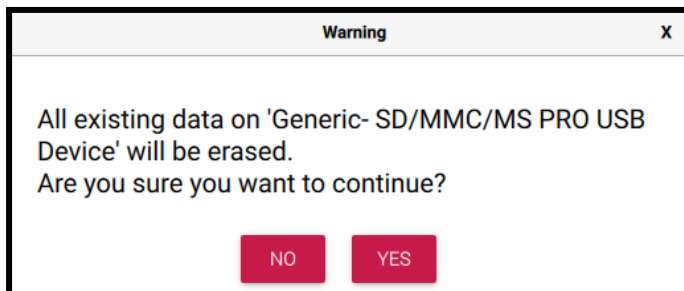 Warning X
All existing data on 'Generic- SD/MMC/MS PRO USB
Device' will be erased.
Are you sure you want to continue?
NO YES